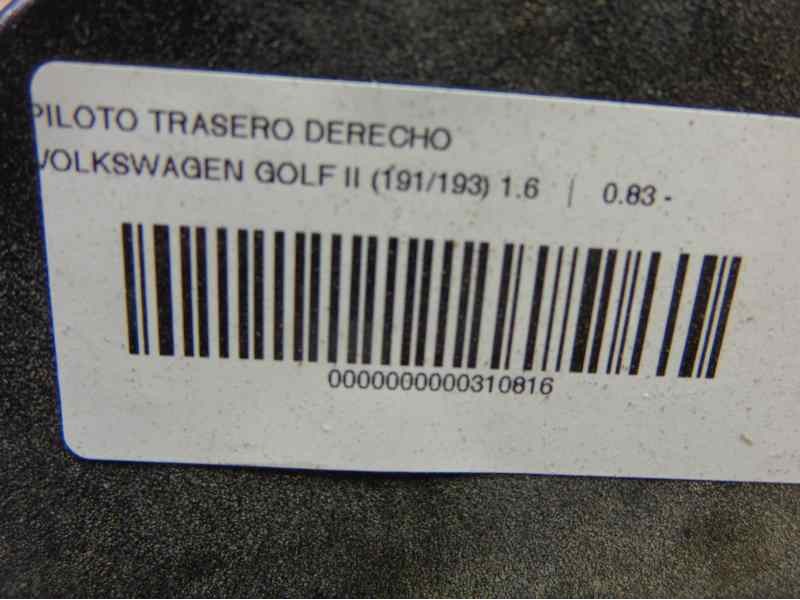 PILOTO TRASERO DERECHO
VOLKSWAGEN GOLF II (191/193) 1.6 | 0.83 -
0000000000310816